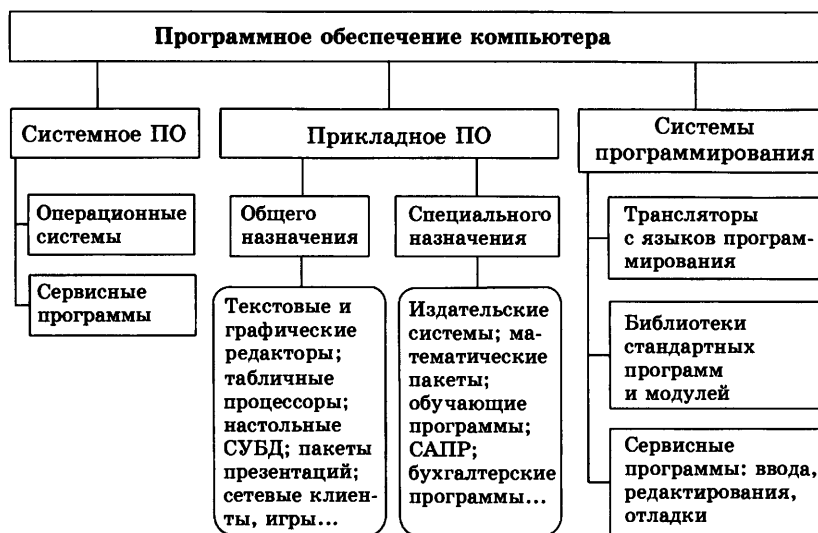 Программное обеспечение компьютера
Системное ПО
Операционные
системы
Сервисные
программы
Прикладное ПО
Общего
назначения
Текстовые и
графические
редакторы;
табличные
процессоры;
настольные
СУБД; пакеты
презентаций;
сетевые клиен-
ты, игры...
Специального
назначения
Издательские
системы; ма-
тематические
пакеты;
обучающие
программы;
САПР;
бухгалтерские
программы...
Системы
программирования
Трансляторы
с языков програм-
мирования
Библиотеки
стандартных
программ
и модулей
Сервисные
программы: ввода,
редактирования,
отладки